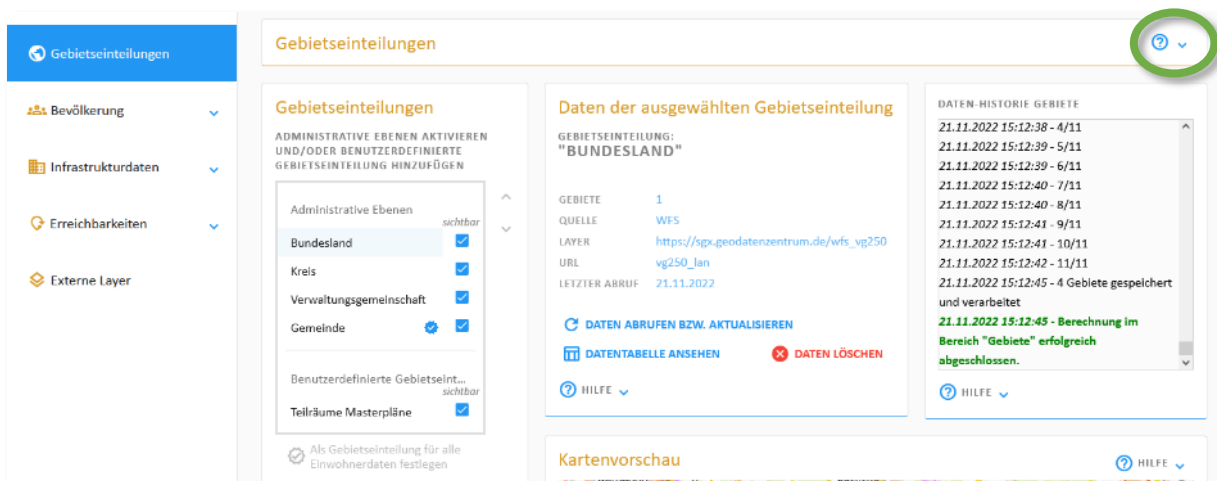 Gebietseinteilungen
Bevölkerung
Infrastrukturdaten
Erreichbarkeiten
Externe Layer
Gebietseinteilungen
Gebietseinteilungen
ADMINISTRATIVE EBENEN AKTIVIEREN
UND/ODER BENUTZERDEFINIERTE
GEBIETSEINTEILUNG HINZUFÜGEN
Administrative Ebenen
sichtbar
Bundesland
Kreis
Verwaltungsgemeinschaft
Gemeinde
Benutzerdefinierte Gebietseint...
sichtbar
Teilräume Masterpläne
Als Gebietseinteilung für alle
Einwohnerdaten festlegen
Daten der ausgewählten Gebietseinteilung
GEBIETSEINTEILUNG:
"BUNDESLAND"
GEBIETE 1
QUELLE WFS
LAYER https://sgx.geodatenzentrum.de/wfs_vg250
URL vg250_lan
LETZTER ABRUF 21.11.2022
DATEN ABRUFEN BZW. AKTUALISIEREN
DATENTABELLE ANSEHEN DATEN LÖSCHEN
HILFE
DATEN-HISTORIE GEBIETE
21.11.2022 15:12:38 - 4/11
21.11.2022 15:12:39 - 5/11
21.11.2022 15:12:39 - 6/11
21.11.2022 15:12:40 - 7/11
21.11.2022 15:12:40 - 8/11
21.11.2022 15:12:41 - 9/11
21.11.2022 15:12:41 - 10/11
21.11.2022 15:12:42 - 11/11
21.11.2022 15:12:45 - 4 Gebiete gespeichert
und verarbeitet
21.11.2022 15:12:45 - Berechnung im
Bereich "Gebiete" erfolgreich
abgeschlossen.
HILFE
Kartenvorschau
HILFE